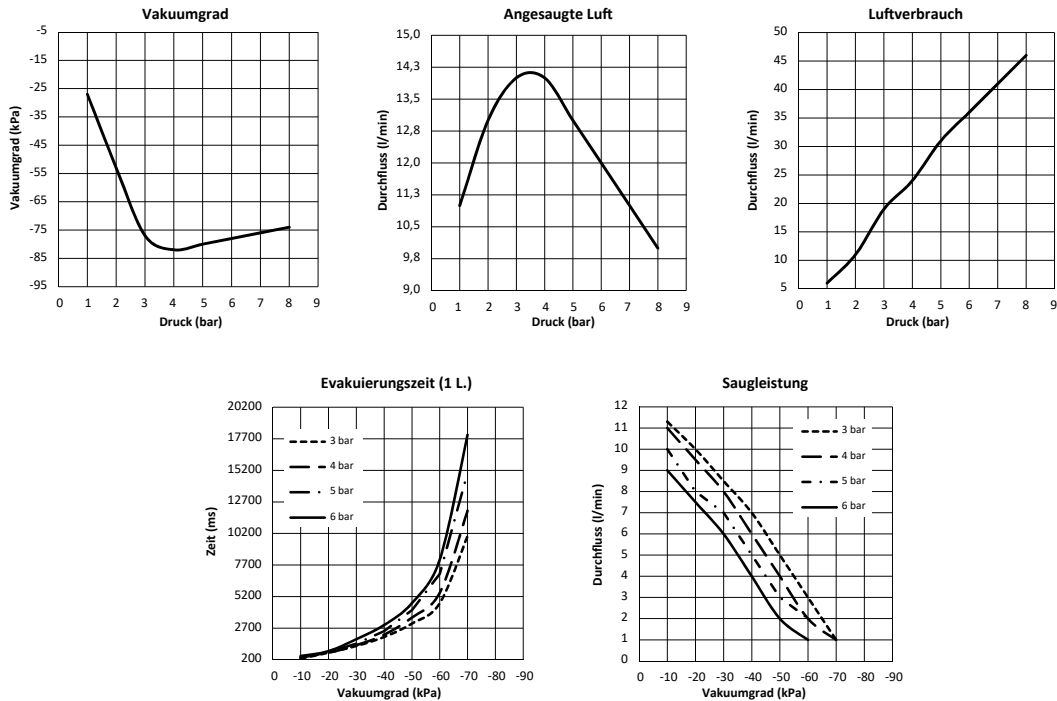 Vakuumgrad
Vakuumgrad (kPa)
-5
-15
-25
-35
-45
-55
-65
-75
-85
-95
0 1 2 3 4 5 6 7 8 9
Druck (bar)
Angesaugte Luft
Durchfluss (l/min)
15,0
14,3
13,5
12,8
12,0
11,3
10,5
9,8
9,0
0 1 2 3 4 5 6 7 8 9
Druck (bar)
Luftverbrauch
Durchfluss (l/min)
50
45
40
35
30
25
20
15
10
5
0 1 2 3 4 5 6 7 8 9
Druck (bar)
Evakuierungszeit (1 L.)
Zeit (ms)
20200
17700
15200
12700
10200
7700
5200
2700
200
3 bar
4 bar
5 bar
6 bar
0 -10 -20 -30 -40 -50 -60 -70 -80 -90
Vakuumgrad (kPa)
Saugleistung
Durchfluss (l/min)
12
11
10
9
8
7
6
5
4
3
2
1
0
3 bar
4 bar
5 bar
6 bar
0 -10 -20 -30 -40 -50 -60 -70 -80 -90
Vakuumgrad (kPa)